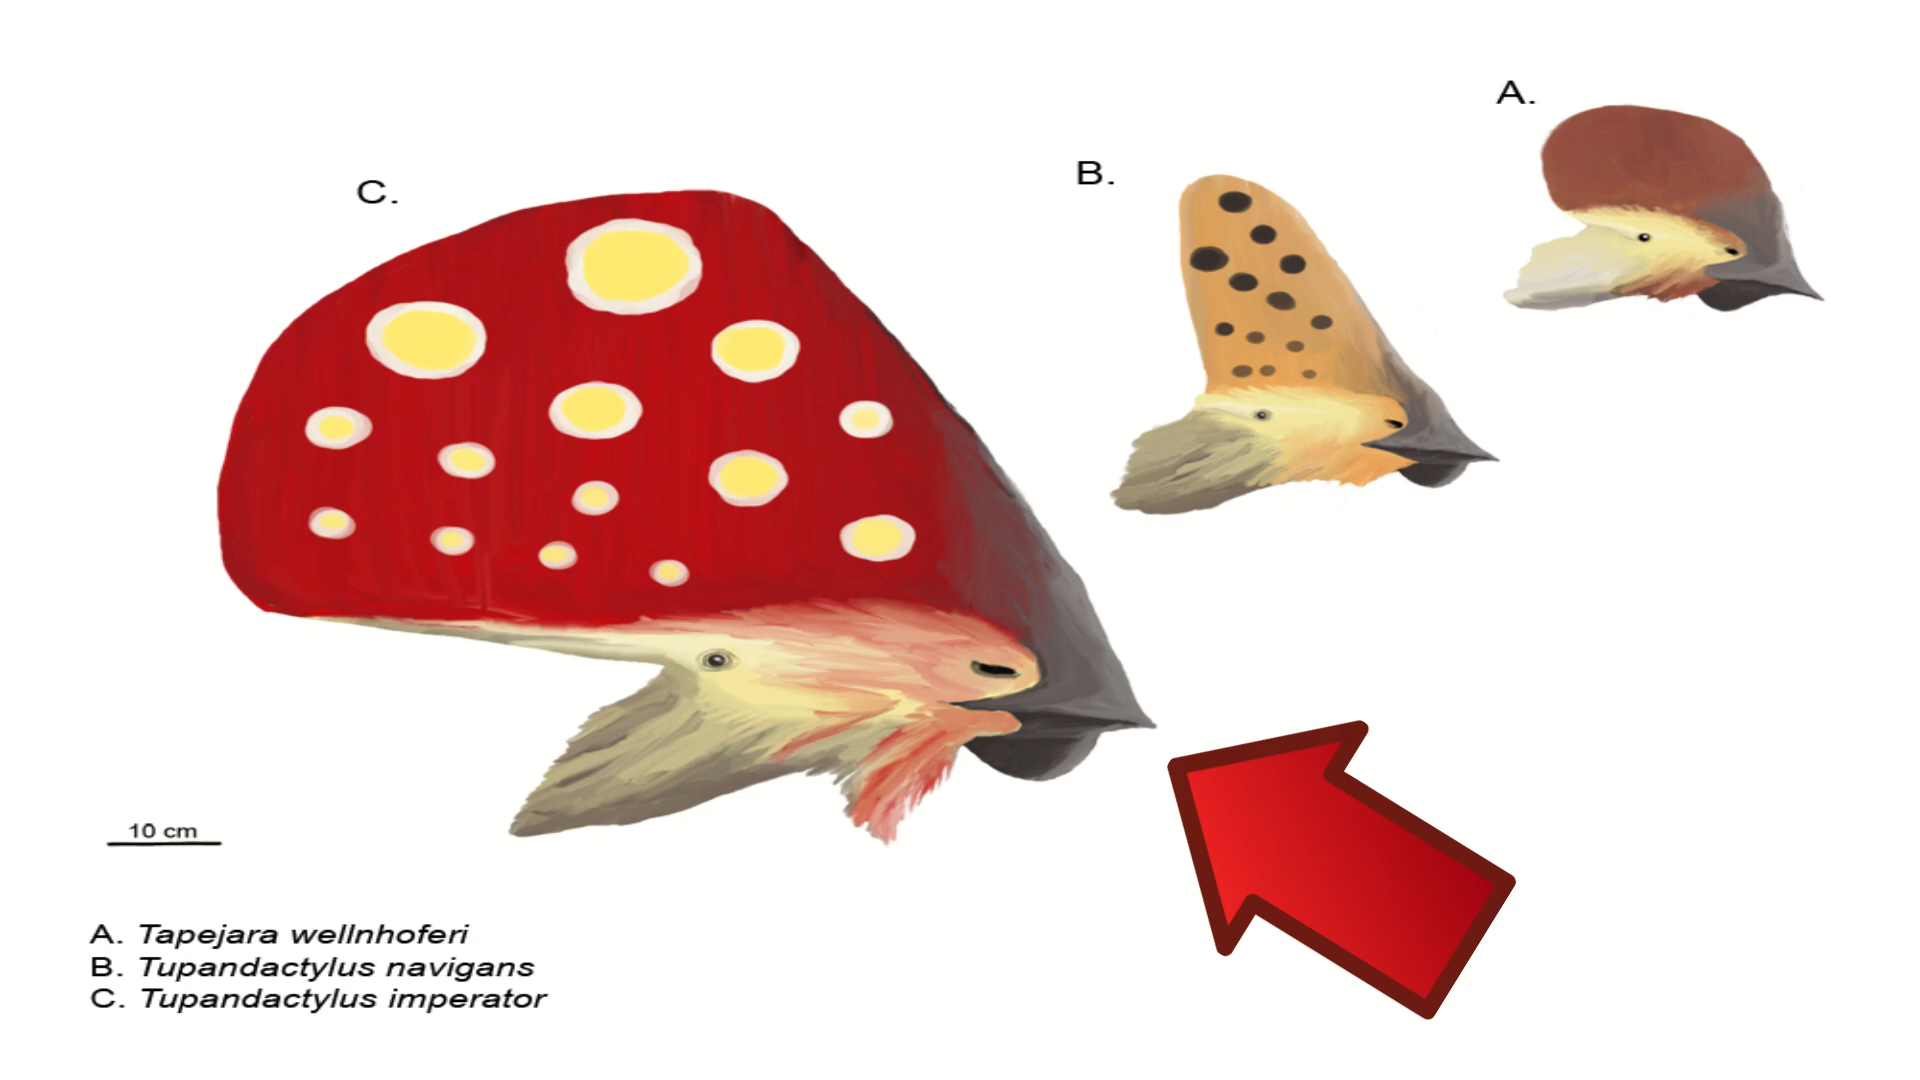 A.
B.
C.
10 cm
A. Tapejara wellnhoferi
B. Tupandactylus navigans
C. Tupandactylus imperator